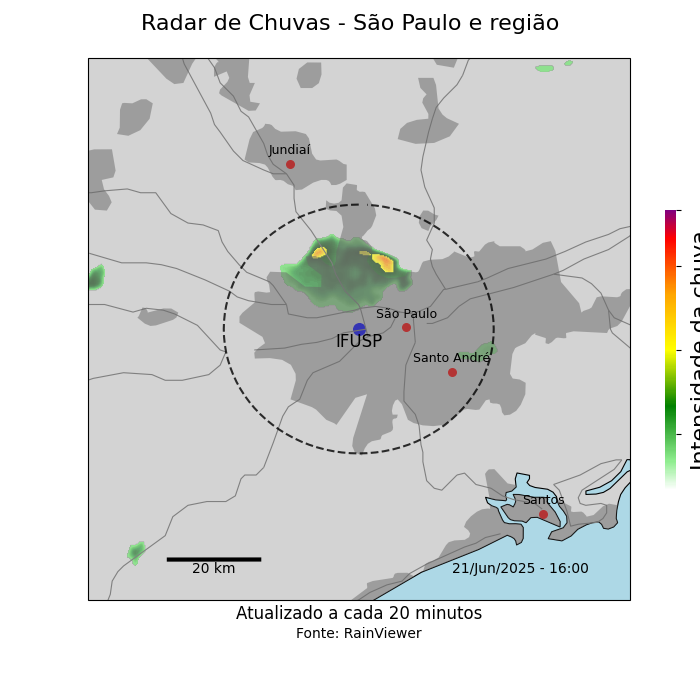 Radar de Chuvas - São Paulo e região
Jundiaí
São Paulo
IFUSP
Santo André
Santos
20 km
21/Jun/2025 - 16:00
Intensidade da chuva
Atualizado a cada 20 minutos
Fonte: RainViewer